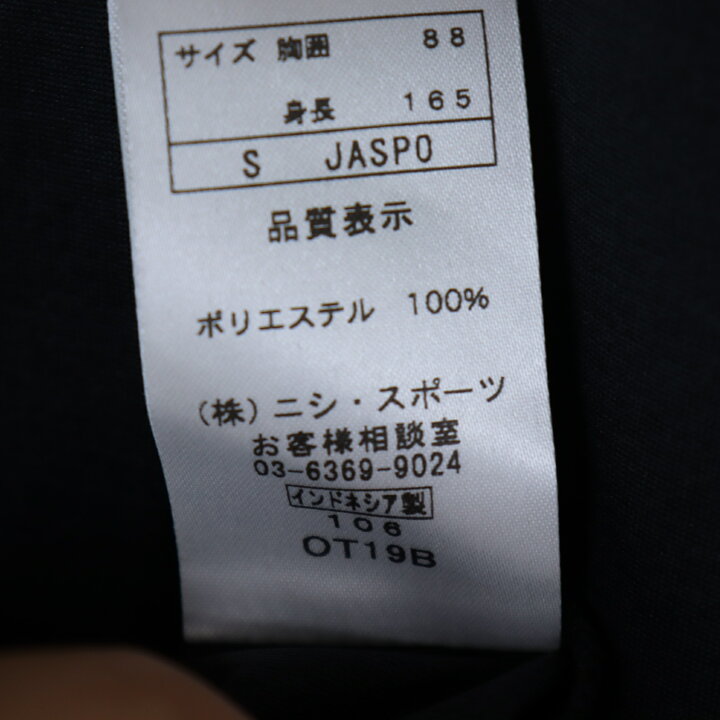 サイズ 胸囲 88
身長 165
S JASPO
品質表示
ポリエステル 100%
(株)ニシ・スポーツ
お客様相談室
03-6369-9024
インドネシア製
106
OT19B